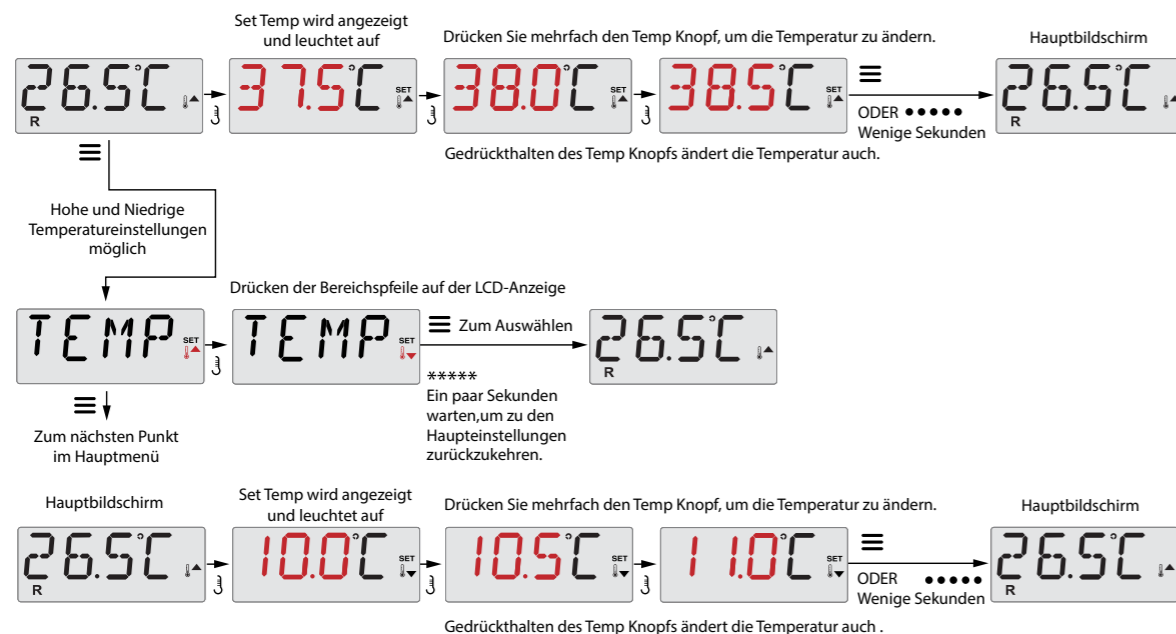 Set Temp wird angezeigt
und leuchtet auf
Drücken Sie mehrfach den Temp Knopf, um die Temperatur zu ändern.
Hauptbildschirm
26.5°C
R
37.5°C
SET
38.0°C
SET
38.5°C
SET
ODER •••••
Wenige Sekunden
26.5°C
R
Gedrückthalten des Temp Knopfs ändert die Temperatur auch.
Hohe und Niedrige
Temperatureinstellungen
möglich
Drücken der Bereichspfeile auf der LCD-Anzeige
TEMP
SET
TEMP
SET
Zum Auswählen
26.5°C
R
*****
Ein paar Sekunden
warten,um zu den
Haupteinstellungen
zurückzukehren.
Zum nächsten Punkt
im Hauptmenü
Hauptbildschirm
Set Temp wird angezeigt
und leuchtet auf
Drücken Sie mehrfach den Temp Knopf, um die Temperatur zu ändern.
Hauptbildschirm
26.5°C
R
10.0°C
SET
10.5°C
SET
11.0°C
SET
ODER •••••
Wenige Sekunden
26.5°C
R
Gedrückthalten des Temp Knopfs ändert die Temperatur auch .